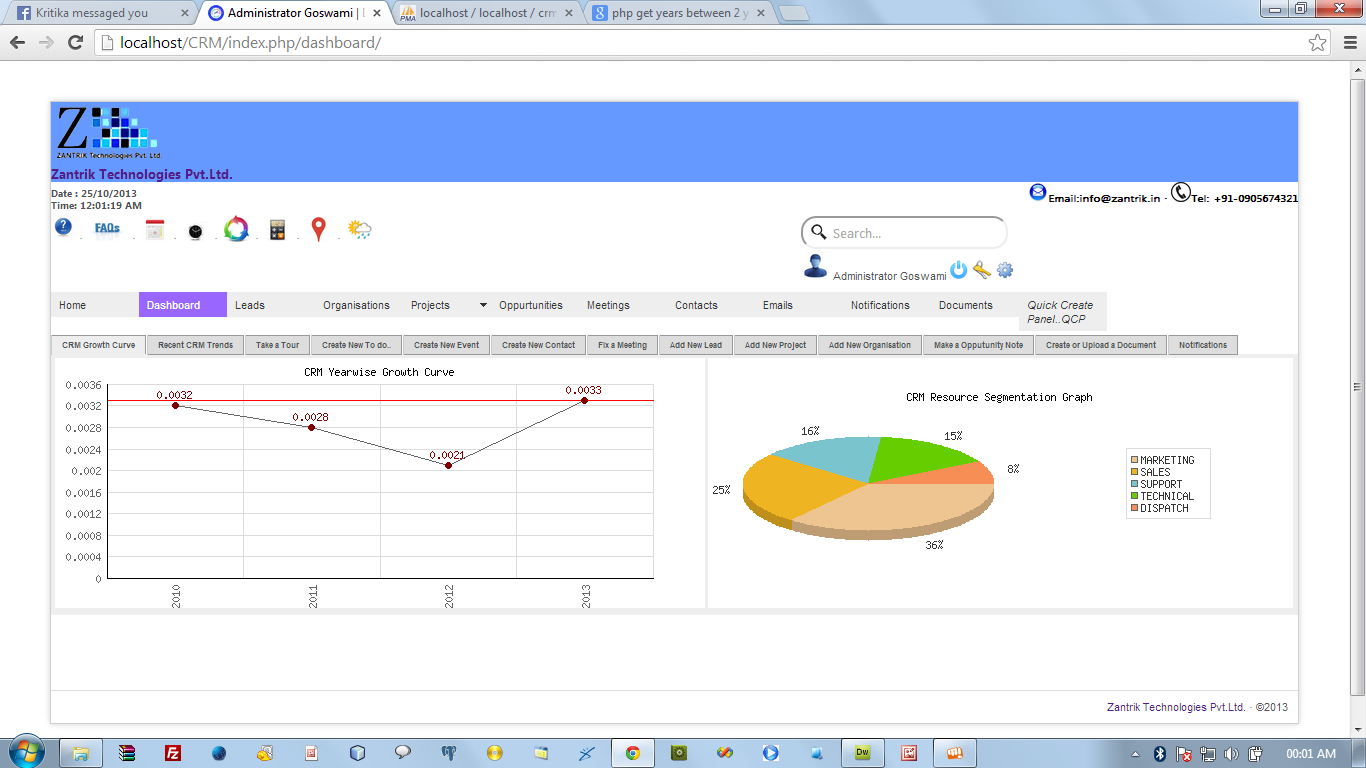 Kritika messaged you
Administrator Goswami |
localhost / localhost / crm
php get years between 2 y
localhost/CRM/index.php/dashboard/
Z
ZANTRIK Technologies Pvt. Ltd.
Zantrik Technologies Pvt.Ltd.
Date : 25/10/2013
Time: 12:01:19 AM
Email:info@zantrik.in - Tel: +91-0905674321
FAQs
Search...
Administrator Goswami
Home Dashboard Leads Organisations Projects Oppurtunities Meetings Contacts Emails Notifications Documents Quick Create
Panel..QCP
CRM Growth Curve Recent CRM Trends Take a Tour Create New To do.. Create New Event Create New Contact Fix a Meeting Add New Lead Add New Project Add New Organisation Make a Opputunity Note Create or Upload a Document Notifications
CRM Yearwise Growth Curve
0.0036
0.0032
0.0028
0.0024
0.002
0.0016
0.0012
0.0008
0.0004
0
0.0032
0.0028
0.0021
0.0033
2010 2011 2012 2013
CRM Resource Segmentation Graph
16%
15%
8%
25%
36%
MARKETING
SALES
SUPPORT
TECHNICAL
DISPATCH
Zantrik Technologies Pvt.Ltd. - ©2013
00:01 AM